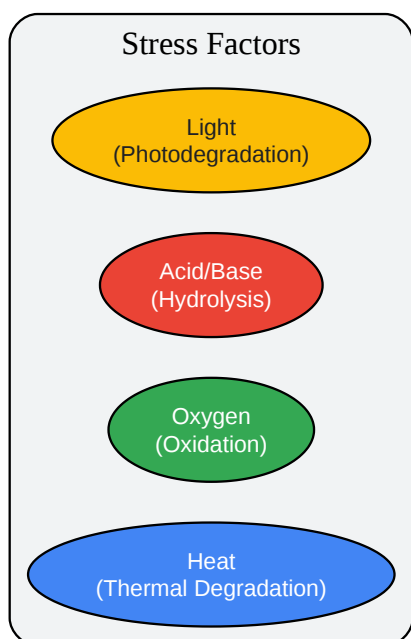 Stress Factors
Light
(Photodegradation)
Acid/Base
(Hydrolysis)
Oxygen
(Oxidation)
Heat
(Thermal Degradation)